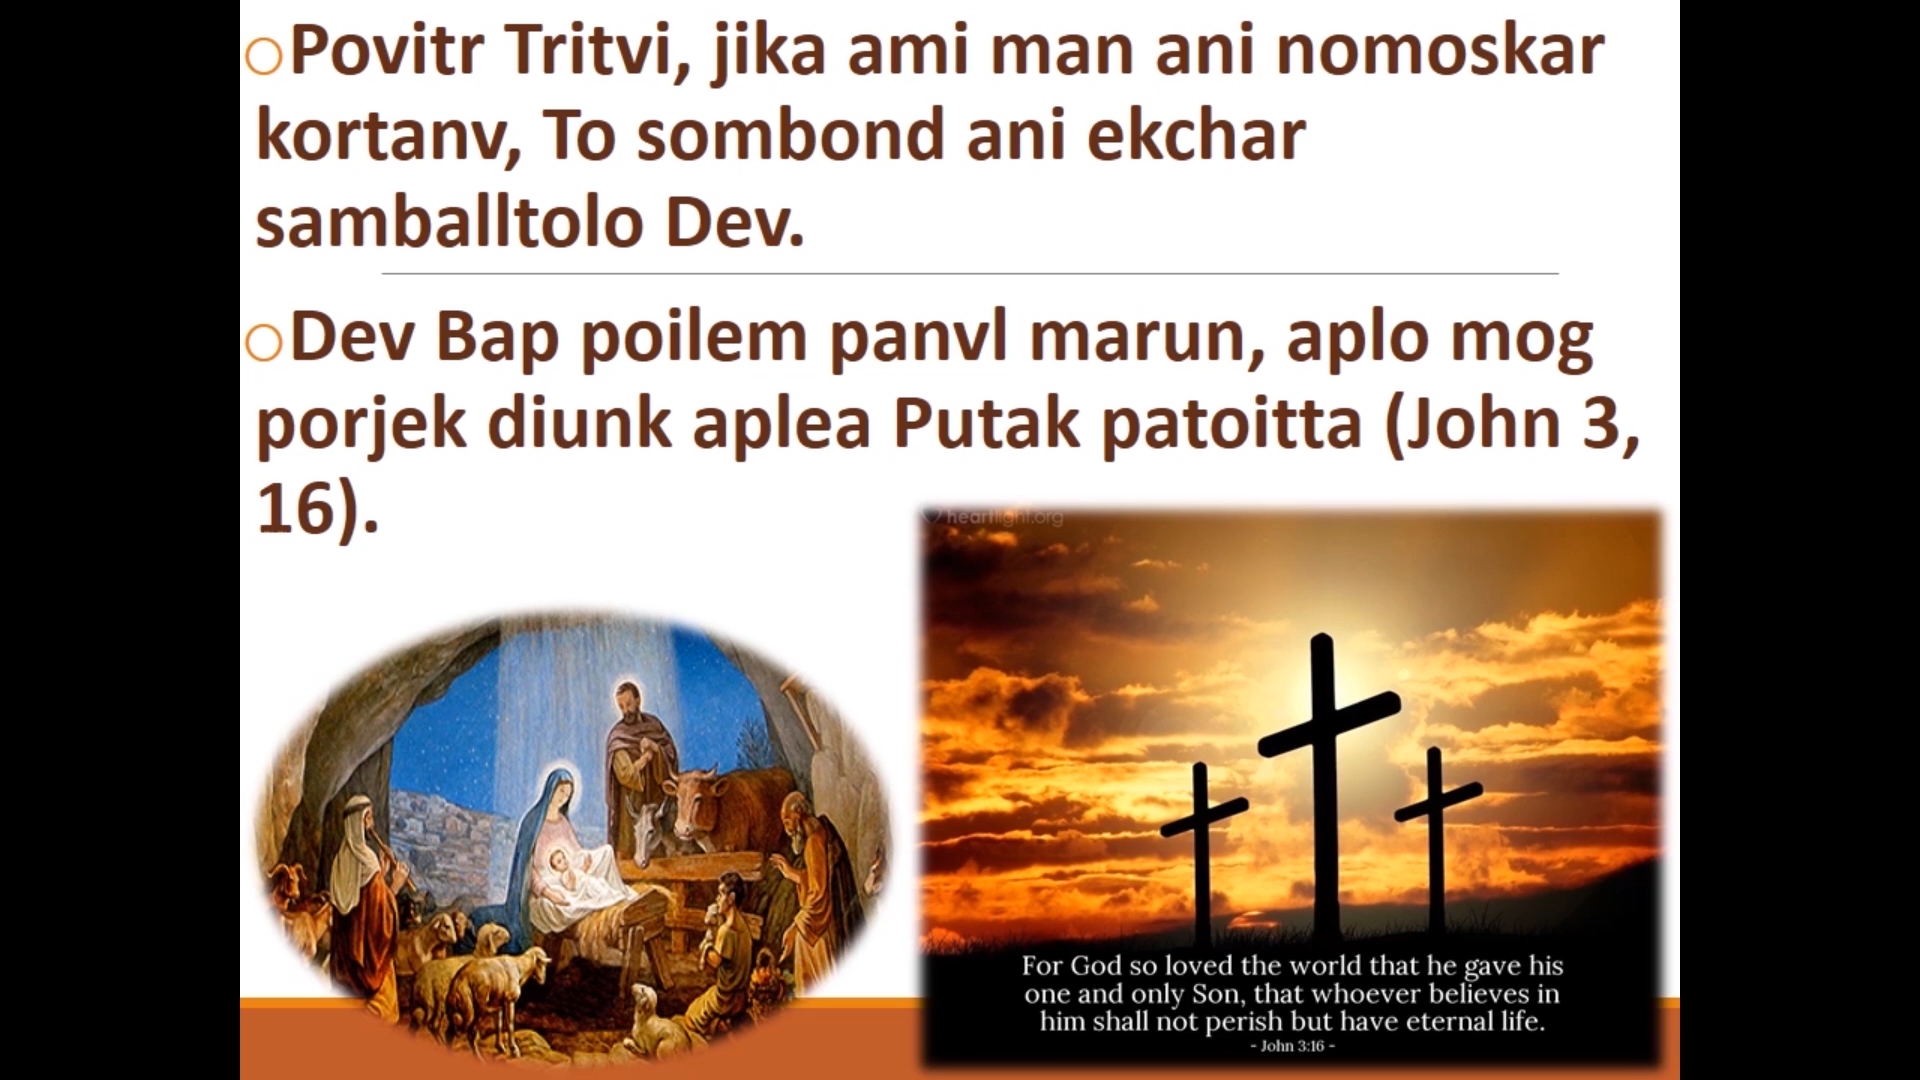 Povitr Tritvi, jika ami man ani nomoskar
kortanv, To sombond ani ekchar
samballtolo Dev.
Dev Bap poilem panvl marun, aplo mog
porjek diunk aplea Putak patoitta (John 3,
16).
heartlight.org
For God so loved the world that he gave his
one and only Son, that whoever believes in
him shall not perish but have eternal life.
- John 3:16 -